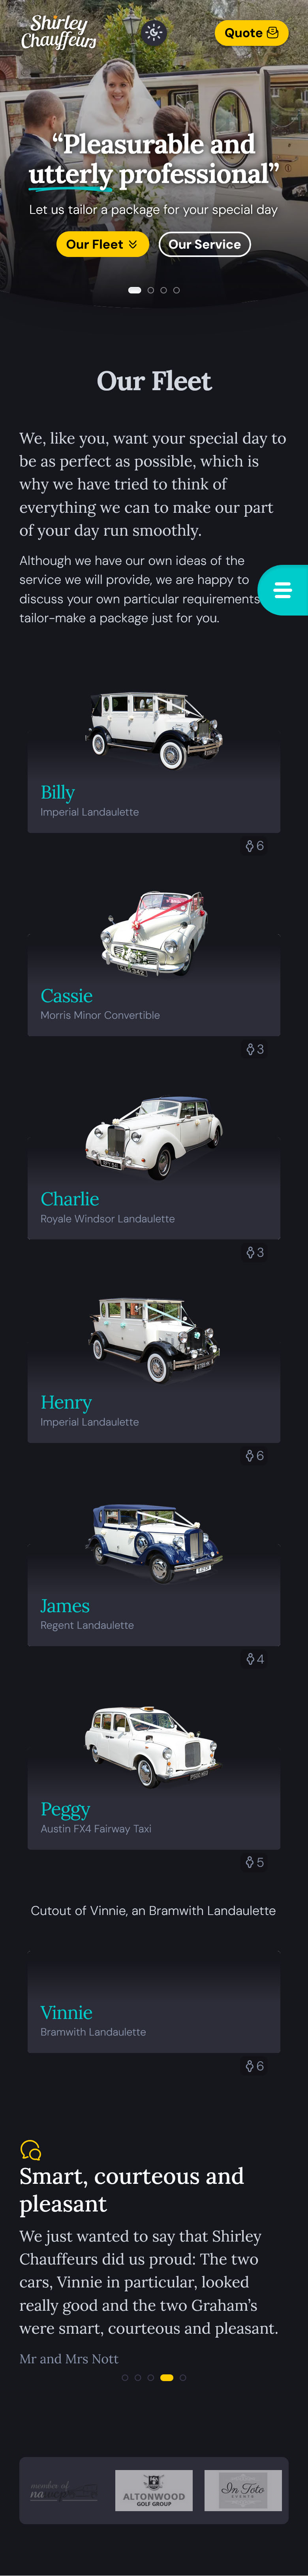 Shirley
Chauffeurs
Quote
“Pleasurable and
utterly professional”
Let us tailor a package for your special day
Our Fleet
Our Service
Our Fleet
We, like you, want your special day to
be as perfect as possible, which is
why we have tried to think of
everything we can to make our part
of your day run smoothly.
Although we have our own ideas of the
service we will provide, we are happy to
discuss your own particular requirements
tailor-make a package just for you.
Billy
Imperial Landaulette
6
Cassie
Morris Minor Convertible
3
Charlie
Royale Windsor Landaulette
3
Henry
Imperial Landaulette
6
James
Regent Landaulette
4
Peggy
Austin FX4 Fairway Taxi
5
Cutout of Vinnie, an Bramwith Landaulette
Vinnie
Bramwith Landaulette
6
Smart, courteous and
pleasant
We just wanted to say that Shirley
Chauffeurs did us proud: The two
cars, Vinnie in particular, looked
really good and the two Graham’s
were smart, courteous and pleasant.
Mr and Mrs Nott
member of
ALTONWOOD
GOLF GROUP
In Toto
EVENTS